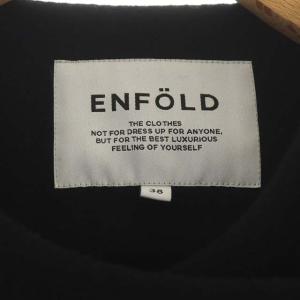 ENFÖLD
THE CLOTHES
NOT FOR DRESS UP FOR ANYONE,
BUT FOR THE BEST LUXURIOUS
FEELING OF YOURSELF
38